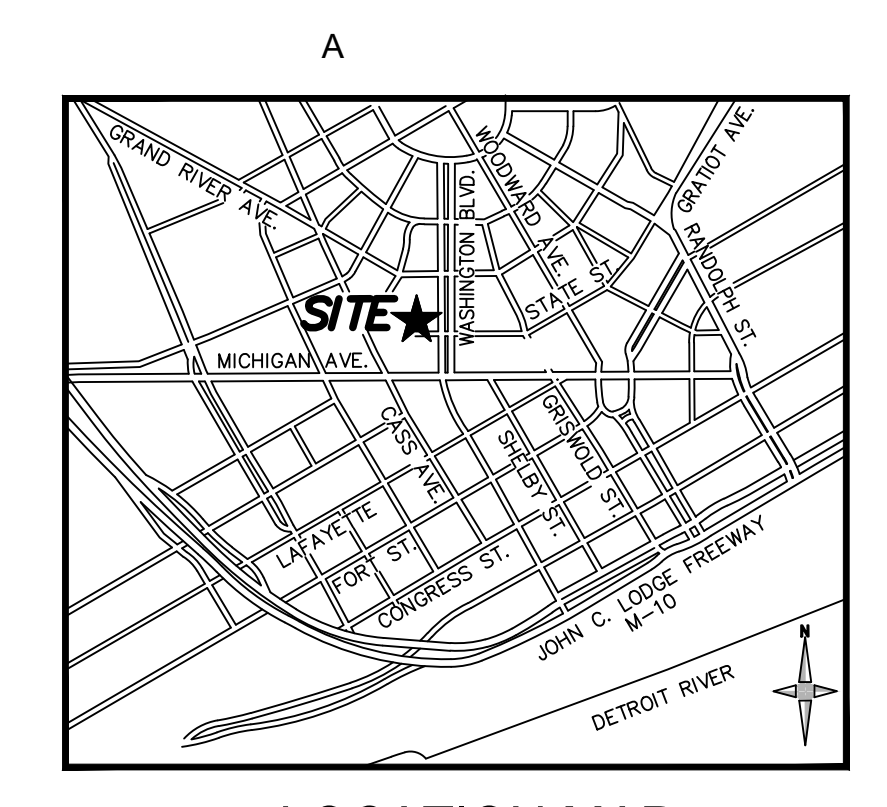 A
GRAND RIVER AVE.
WOODWARD AVE.
GRATIOT AVE.
WASHINGTON BLVD.
RANDOLPH ST.
STATE ST.
SITE
MICHIGAN AVE.
CASS AVE.
SHELBY ST.
GRISWOLD ST.
LAFAYETTE
FORT ST.
CONGRESS ST.
JOHN C. LODGE FREEWAY
M-10
N
DETROIT RIVER